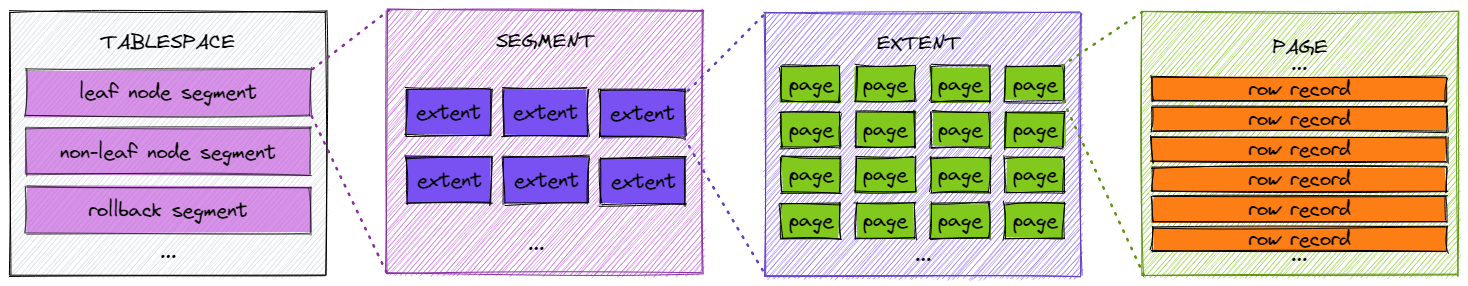 TABLESPACE
leaf node segment
non-leaf node segment
rollback segment
...
SEGMENT
extent extent extent
extent extent extent
...
EXTENT
page page page page
page page page page
page page page page
page page page page
...
PAGE
...
row record
row record
row record
row record
row record
row record
...